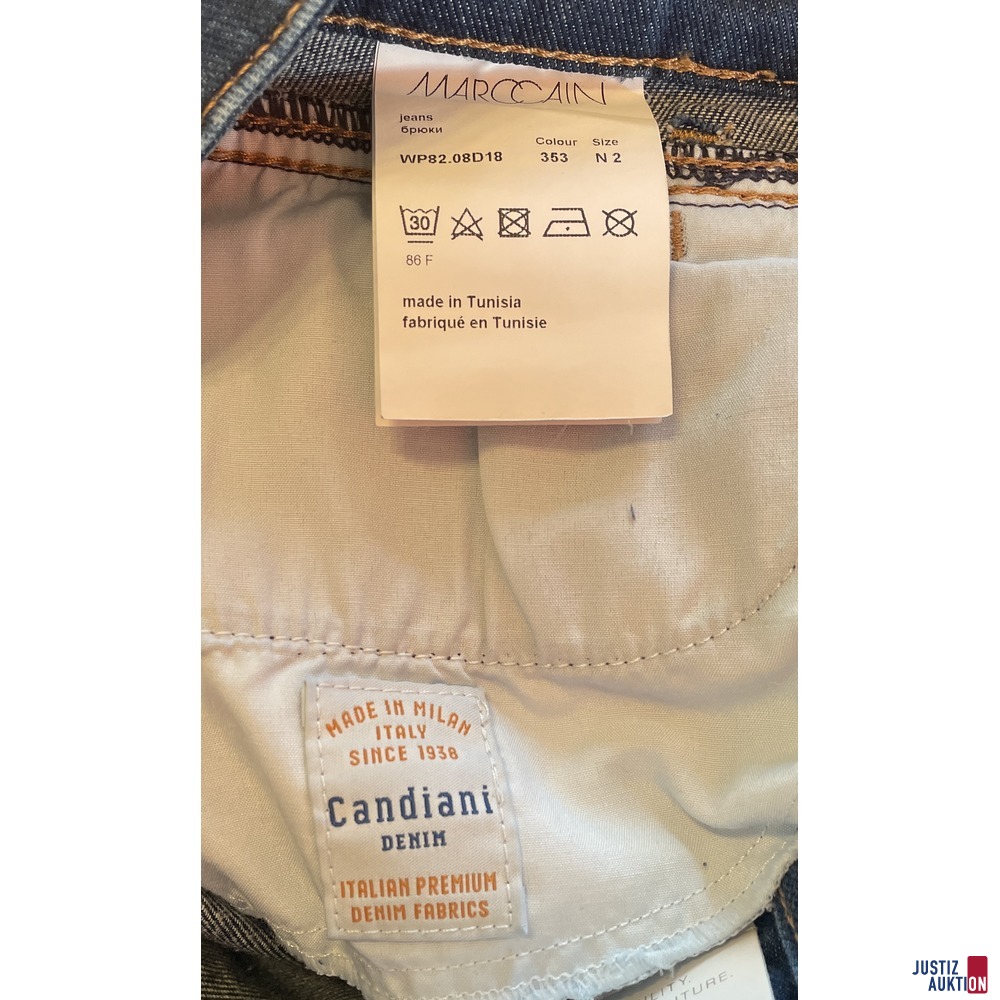 MARCCAIN
jeans
брюки
Colour Size
WP82.08D18 353 N 2
30
86 F
made in Tunisia
fabriqué en Tunisie
MADE IN MILAN
ITALY
SINCE 1938
Candiani
DENIM
ITALIAN PREMIUM
DENIM FABRICS
JUSTIZ
AUKTION